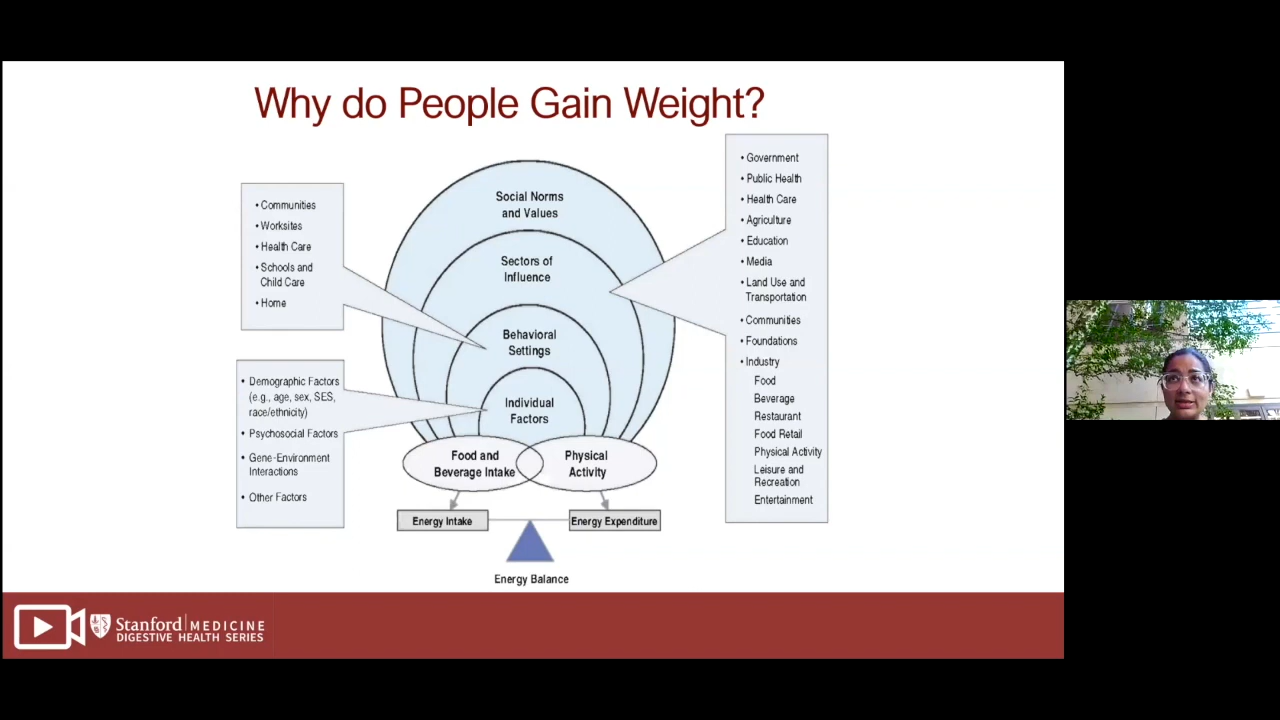 Why do People Gain Weight?
• Communities
• Worksites
• Health Care
• Schools and
Child Care
• Home
• Demographic Factors
(e.g., age, sex, SES,
race/ethnicity)
• Psychosocial Factors
• Gene-Environment
Interactions
• Other Factors
Social Norms
and Values
Sectors of
Influence
Behavioral
Settings
Individual
Factors
Food and
Beverage Intake
Physical
Activity
Energy Intake
Energy Expenditure
Energy Balance
• Government
• Public Health
• Health Care
• Agriculture
• Education
• Media
• Land Use and
Transportation
• Communities
• Foundations
• Industry
Food
Beverage
Restaurant
Food Retail
Physical Activity
Leisure and
Recreation
Entertainment
Stanford MEDICINE
DIGESTIVE HEALTH SERIES